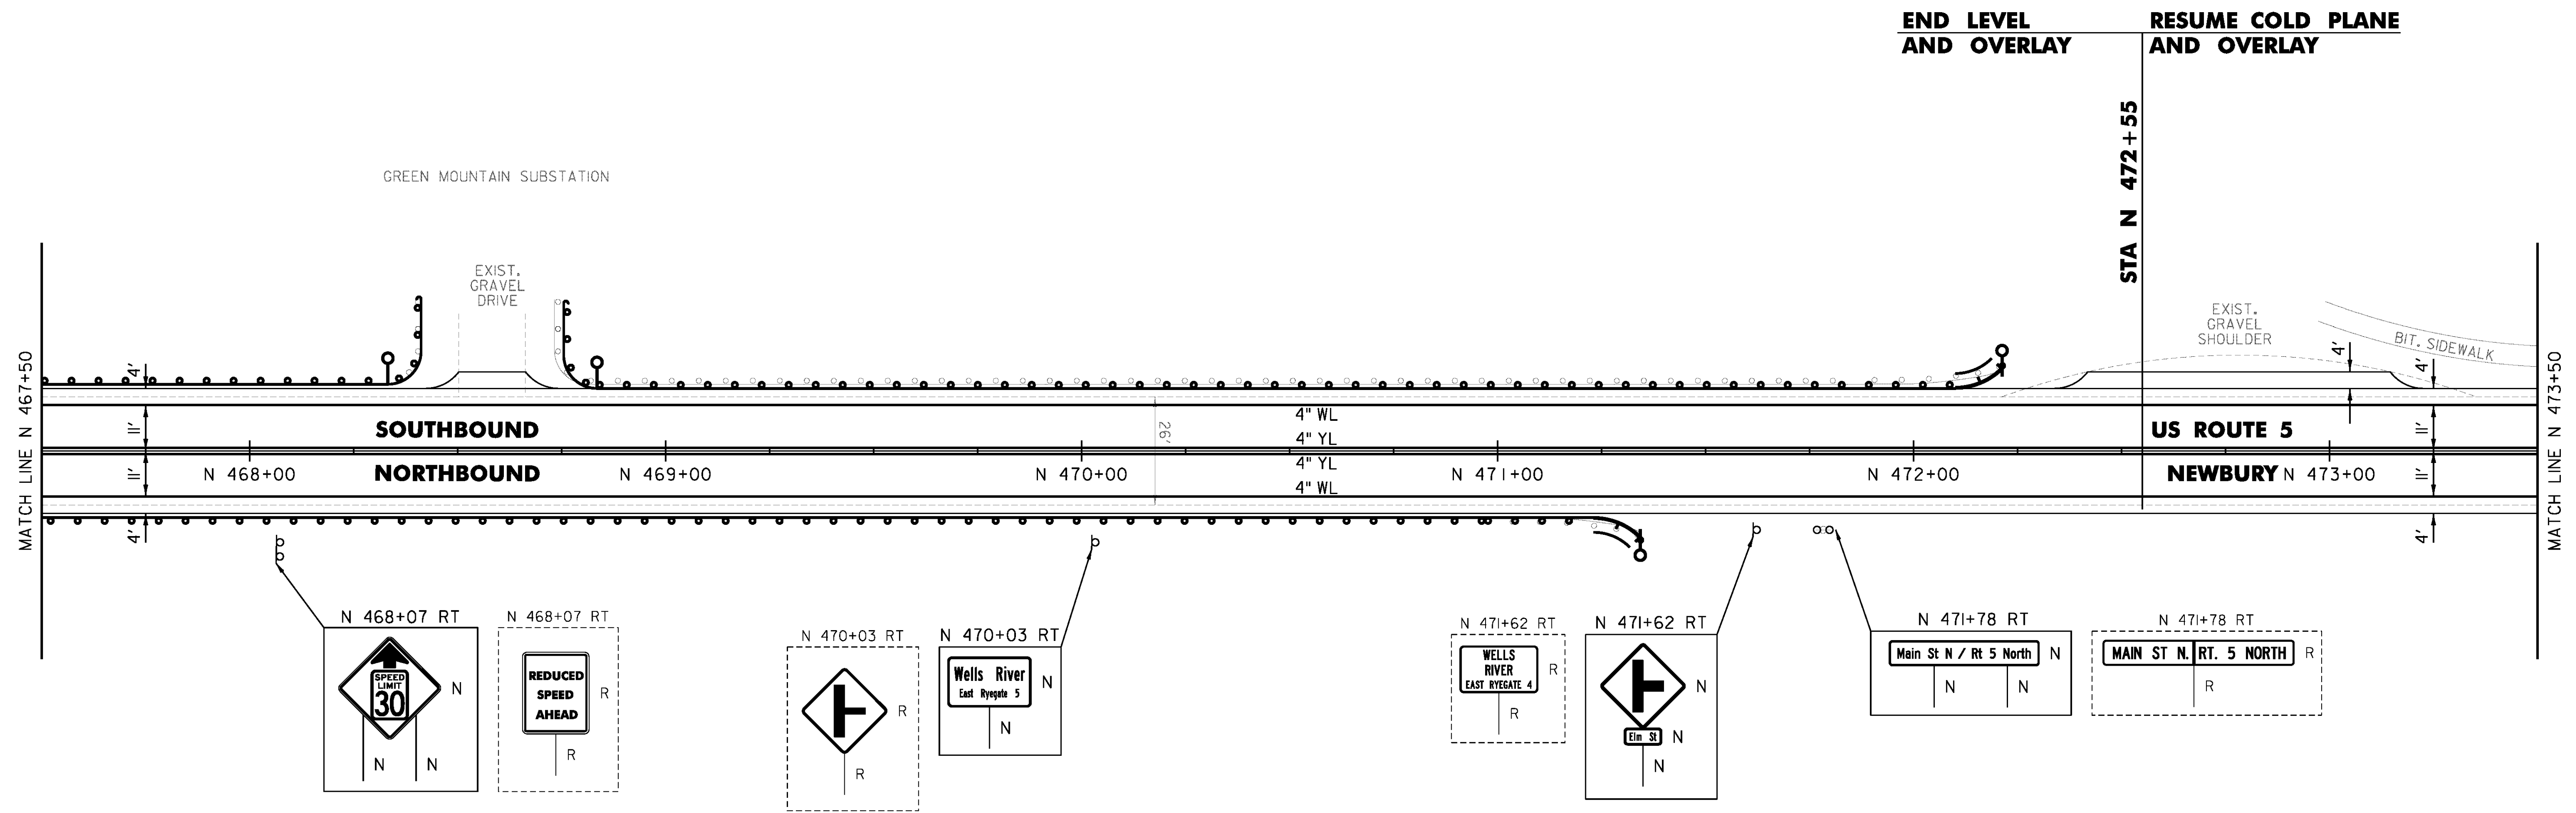 END LEVEL
AND OVERLAY
RESUME COLD PLANE
AND OVERLAY
STA N 472+55
GREEN MOUNTAIN SUBSTATION
EXIST.
GRAVEL
DRIVE
EXIST.
GRAVEL
SHOULDER
BIT. SIDEWALK
MATCH LINE N 467+50
MATCH LINE N 473+50
4'
4'
4'
11'
SOUTHBOUND
4" WL
4" YL
26'
US ROUTE 5
11'
11'
N 468+00
NORTHBOUND
N 469+00
N 470+00
4" YL
4" WL
N 471+00
N 472+00
NEWBURY
N 473+00
11'
4'
4'
N 468+07 RT
SPEED
LIMIT
30
N
N
N
N 468+07 RT
REDUCED
SPEED
AHEAD
R
R
N 470+03 RT
R
R
N 470+03 RT
Wells River
East Ryegate 5
N
N
N 471+62 RT
WELLS
RIVER
EAST RYEGATE 4
R
R
N 471+62 RT
N
Elm St
N
N
N 471+78 RT
Main St N / Rt 5 North
N
N
N
N 471+78 RT
MAIN ST N. RT. 5 NORTH
R
R